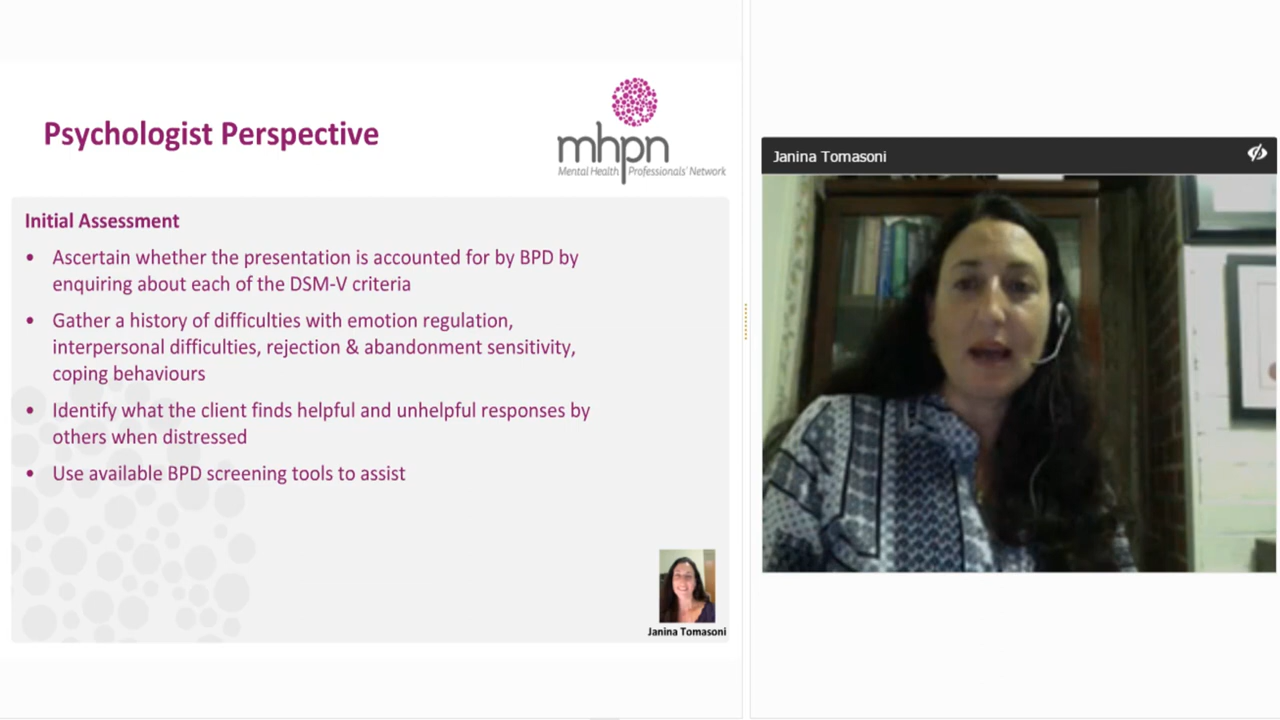 Psychologist Perspective
mhpn
Mental Health Professionals' Network
Initial Assessment
• Ascertain whether the presentation is accounted for by BPD by
enquiring about each of the DSM-V criteria
• Gather a history of difficulties with emotion regulation,
interpersonal difficulties, rejection & abandonment sensitivity,
coping behaviours
• Identify what the client finds helpful and unhelpful responses by
others when distressed
• Use available BPD screening tools to assist
Janina Tomasoni
Janina Tomasoni